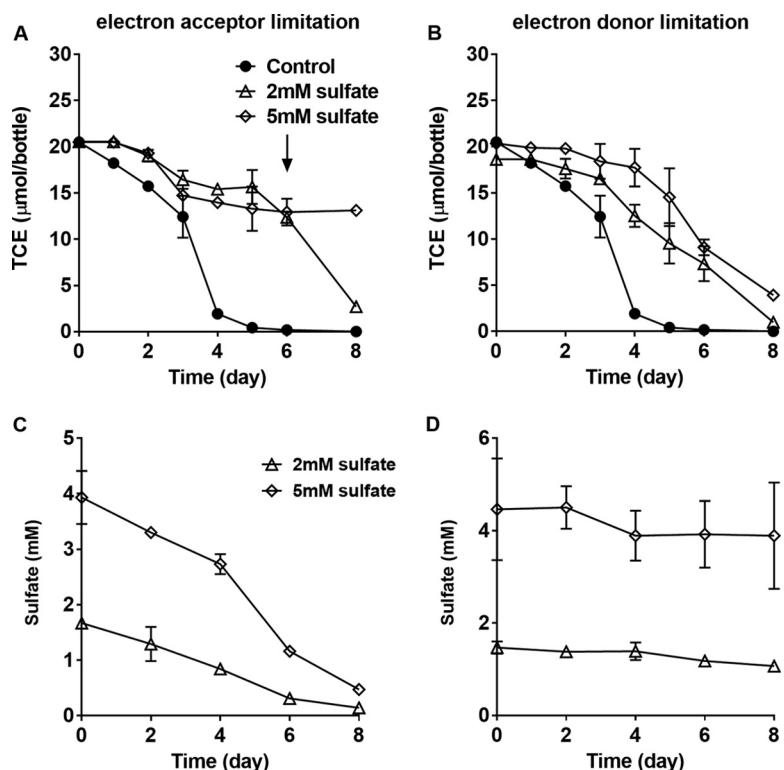 electron acceptor limitation
electron donor limitation
A
30
25
20
15
10
5
0
TCE (μmol/bottle)
0 2 4 6 8
Time (day)
Control
2mM sulfate
5mM sulfate
B
30
25
20
15
10
5
0
TCE (μmol/bottle)
0 2 4 6 8
Time (day)
C
5
4
3
2
1
0
Sulfate (mM)
0 2 4 6 8
Time (day)
2mM sulfate
5mM sulfate
D
6
4
2
0
Sulfate (mM)
0 2 4 6 8
Time (day)